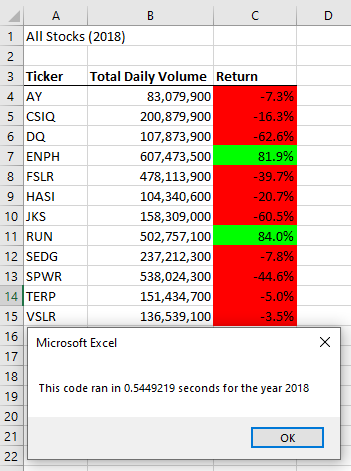 A B C D
1 All Stocks (2018)
2
3 Ticker Total Daily Volume Return
4 AY 83,079,900 -7.3%
5 CSIQ 200,879,900 -16.3%
6 DQ 107,873,900 -62.6%
7 ENPH 607,473,500 81.9%
8 FSLR 478,113,900 -39.7%
9 HASI 104,340,600 -20.7%
10 JKS 158,309,000 -60.5%
11 RUN 502,757,100 84.0%
12 SEDG 237,212,300 -7.8%
13 SPWR 538,024,300 -44.6%
14 TERP 151,434,700 -5.0%
15 VSLR 136,539,100 -3.5%
16
17 Microsoft Excel
18
19 This code ran in 0.5449219 seconds for the year 2018
20
21 OK
22